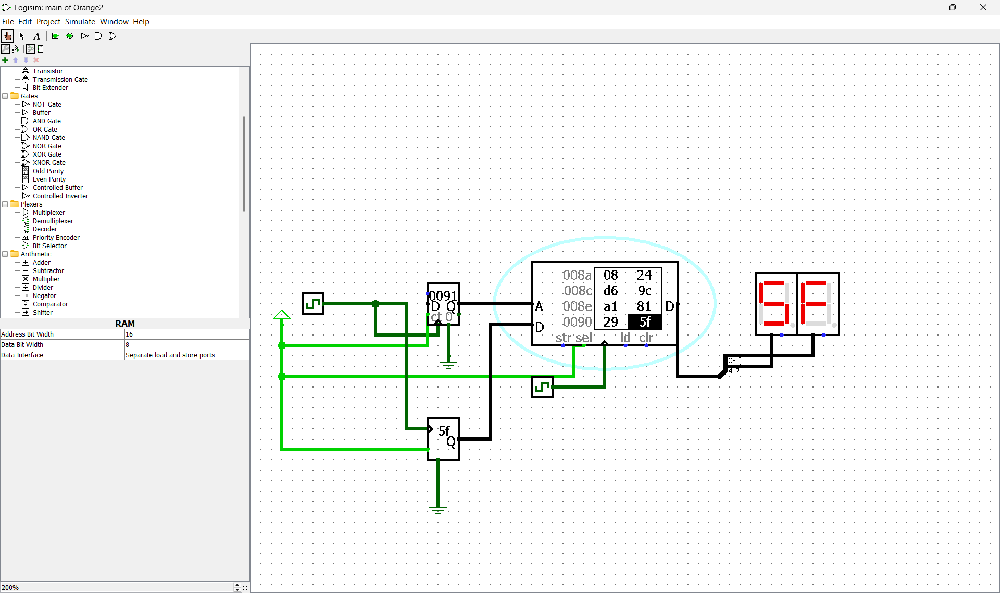 Logisim: main of Orange2
File Edit Project Simulate Window Help
A
Transistor
Transmission Gate
Bit Extender
Gates
NOT Gate
Buffer
AND Gate
OR Gate
NAND Gate
NOR Gate
XOR Gate
XNOR Gate
Odd Parity
Even Parity
Controlled Buffer
Controlled Inverter
Plexers
Multiplexer
Demultiplexer
Decoder
Pri Priority Encoder
Bit Selector
Arithmetic
Adder
Subtractor
Multiplier
Divider
Negator
Comparator
Shifter
RAM
Address Bit Width 16
Data Bit Width 8
Data Interface Separate load and store ports
200%
0091
D Q
ct 0
A
D
008a 08 24
008c d6 9c
008e a1 81
0090 29 5f
D
str sel ld clr
5F
0-3
4-7
5f
Q